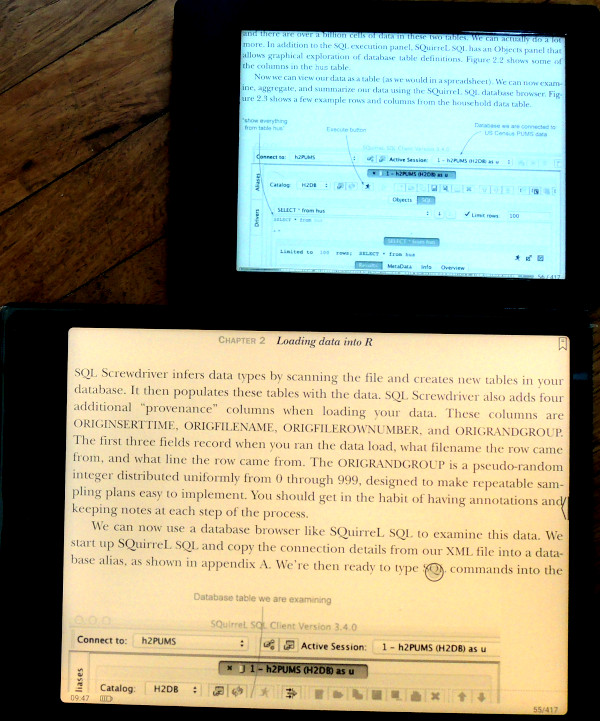 and there are over a billion cells of data in these two tables. We can actually do a lot
more. In addition to the SQL execution panel, SQuirreL SQL has an Objects panel that
allows graphical exploration of database table definitions. Figure 2.2 shows some of
the columns in the hus table.
Now we can view our data as a table (as we would in a spreadsheet). We can now exam-
ine, aggregate, and summarize our data using the SQuirreL SQL database browser. Fig-
ure 2.3 shows a few example rows and columns from the household data table.
"show everything
from table hus"
Execute button
Database we are connected to
US Census PUMS data
SQuirreL SQL Client Version 3.4.0
Connect to: h2PUMS Active Session: 1 - h2PUMS (H2DB) as u
1 - h2PUMS (H2DB) as u
Aliases
Catalog: H2DB
Objects SQL
Drivers
SELECT * from hus Limit rows: 100
SELECT * from
SELECT * from hus
Limited to 100 rows; SELECT * from hus
Results MetaData Info Overview
56/417
CHAPTER 2 Loading data into R
SQL Screwdriver infers data types by scanning the file and creates new tables in your
database. It then populates these tables with the data. SQL Screwdriver also adds four
additional "provenance" columns when loading your data. These columns are
ORIGINSERTTIME, ORIGFILENAME, ORIGFILEROWNUMBER, and ORIGRANDGROUP.
The first three fields record when you ran the data load, what filename the row came
from, and what line the row came from. The ORIGRANDGROUP is a pseudo-random
integer distributed uniformly from 0 through 999, designed to make repeatable sam-
pling plans easy to implement. You should get in the habit of having annotations and
keeping notes at each step of the process.
We can now use a database browser like SQuirreL SQL to examine this data. We
start up SQuirreL SQL and copy the connection details from our XML file into a data-
base alias, as shown in appendix A. We're then ready to type SQL commands into the
Database table we are examining
SQuirreL SQL Client Version 3.4.0
Connect to: h2PUMS Active Session: 1 - h2PUMS (H2DB) as u
1 - h2PUMS (H2DB) as u
liases
Catalog: H2DB
09:47
55/417